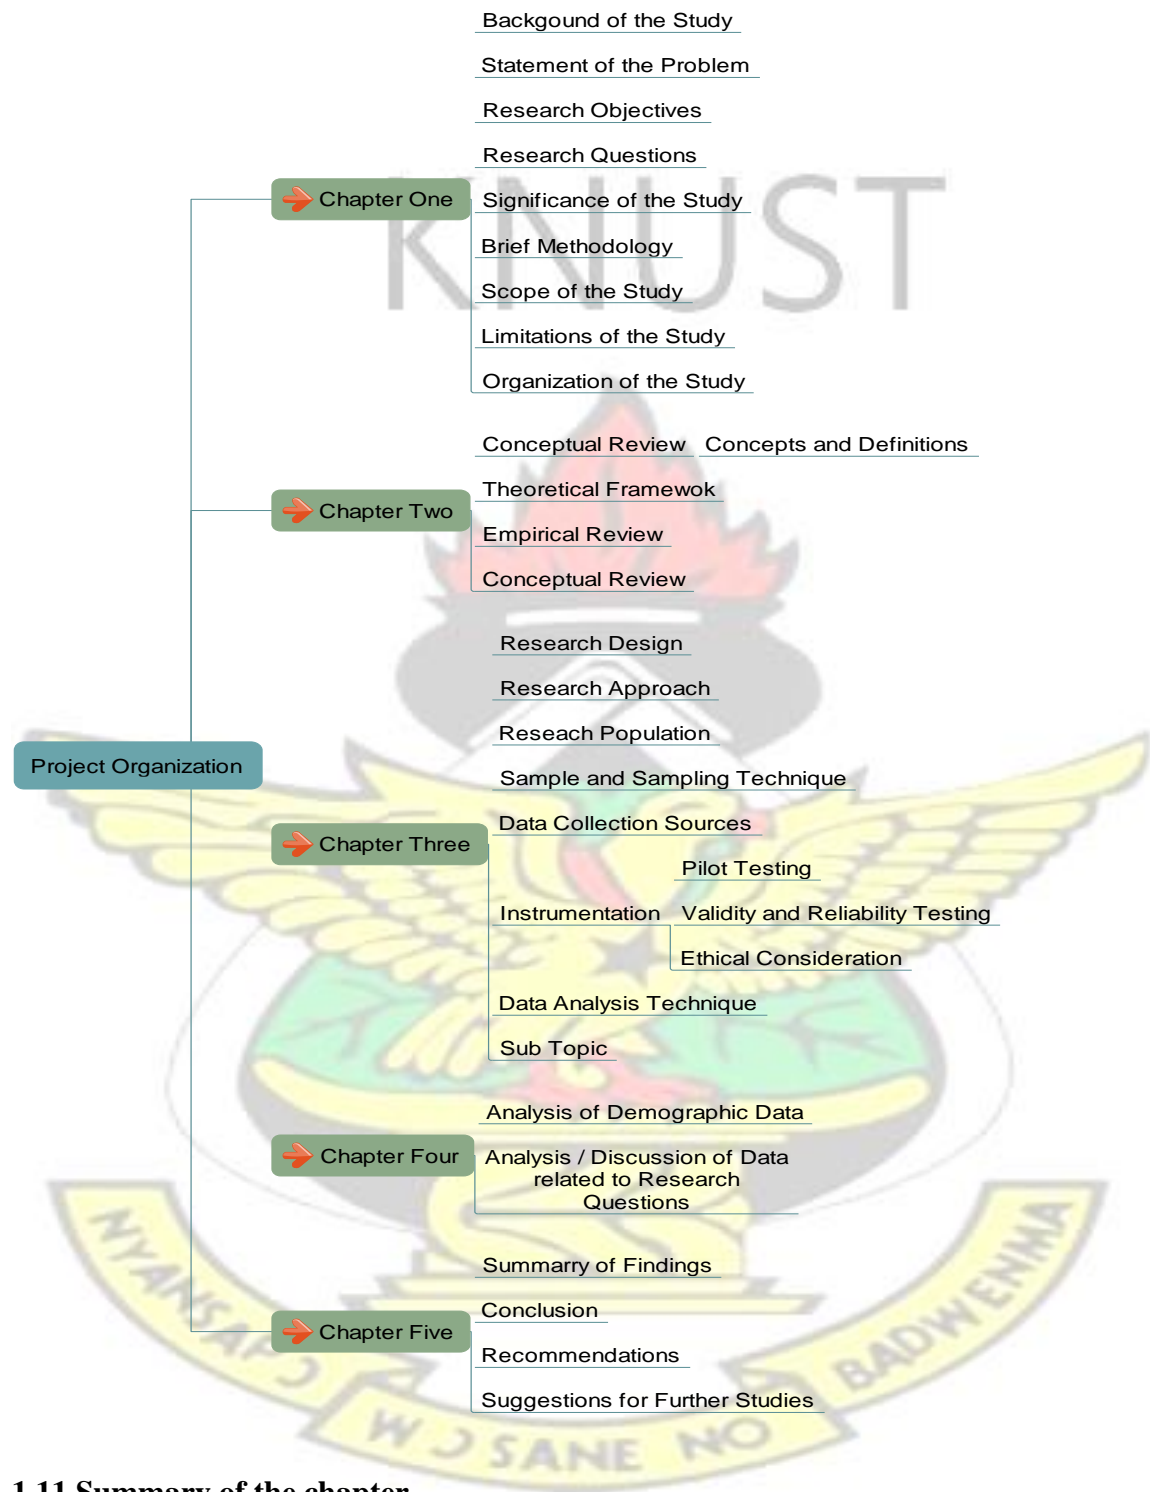 Backgound of the Study
Statement of the Problem
Research Objectives
Research Questions
KNUST
Chapter One
Significance of the Study
Brief Methodology
Scope of the Study
Limitations of the Study
Organization of the Study
Conceptual Review Concepts and Definitions
Theoretical Framewok
Chapter Two
Empirical Review
Conceptual Review
Research Design
Research Approach
Reseach Population
Project Organization
Sample and Sampling Technique
Data Collection Sources
Chapter Three
Pilot Testing
Instrumentation Validity and Reliability Testing
Ethical Consideration
Data Analysis Technique
Sub Topic
Analysis of Demographic Data
Chapter Four
Analysis / Discussion of Data
related to Research
Questions
Summarry of Findings
Conclusion
Chapter Five
Recommendations
Suggestions for Further Studies
NYANSAPƆ WƆSANE NO BADWENMA
1.11 Summary of the chapter